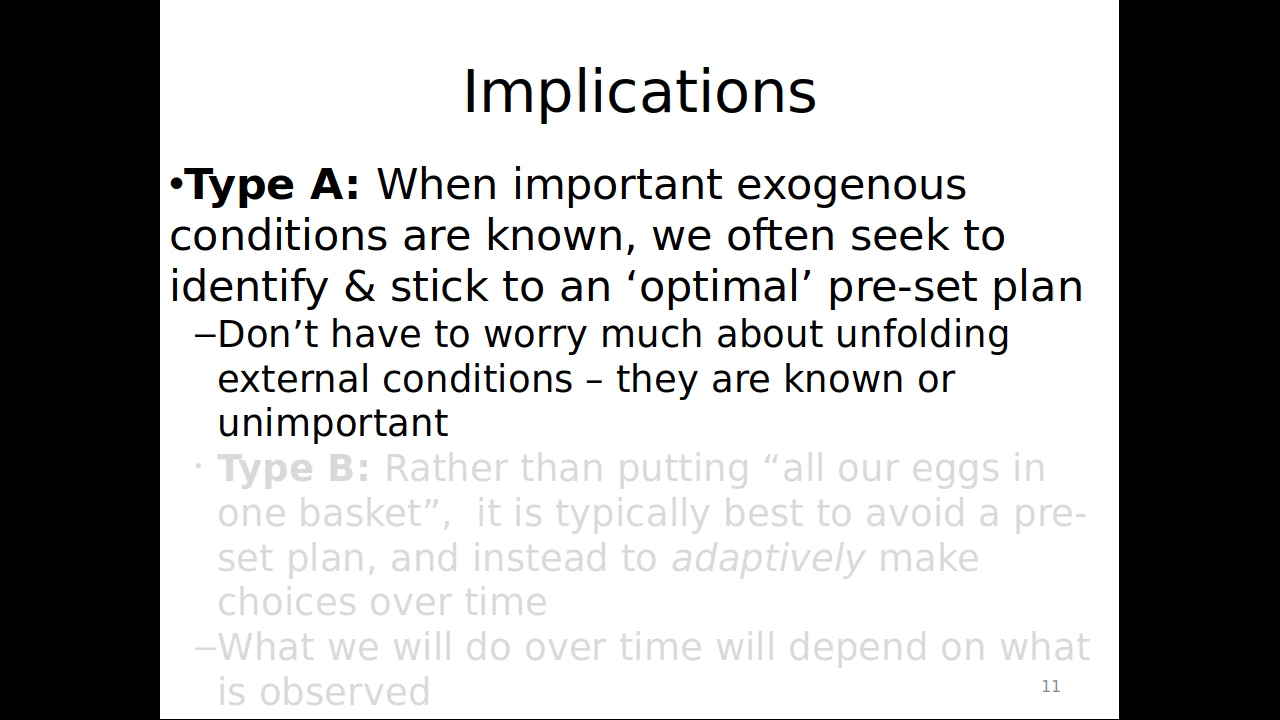 Implications
•Type A: When important exogenous
conditions are known, we often seek to
identify & stick to an ‘optimal’ pre-set plan
–Don’t have to worry much about unfolding
external conditions – they are known or
unimportant
• Type B: Rather than putting “all our eggs in
one basket”,  it is typically best to avoid a pre-
set plan, and instead to adaptively make
choices over time
–What we will do over time will depend on what
is observed
11